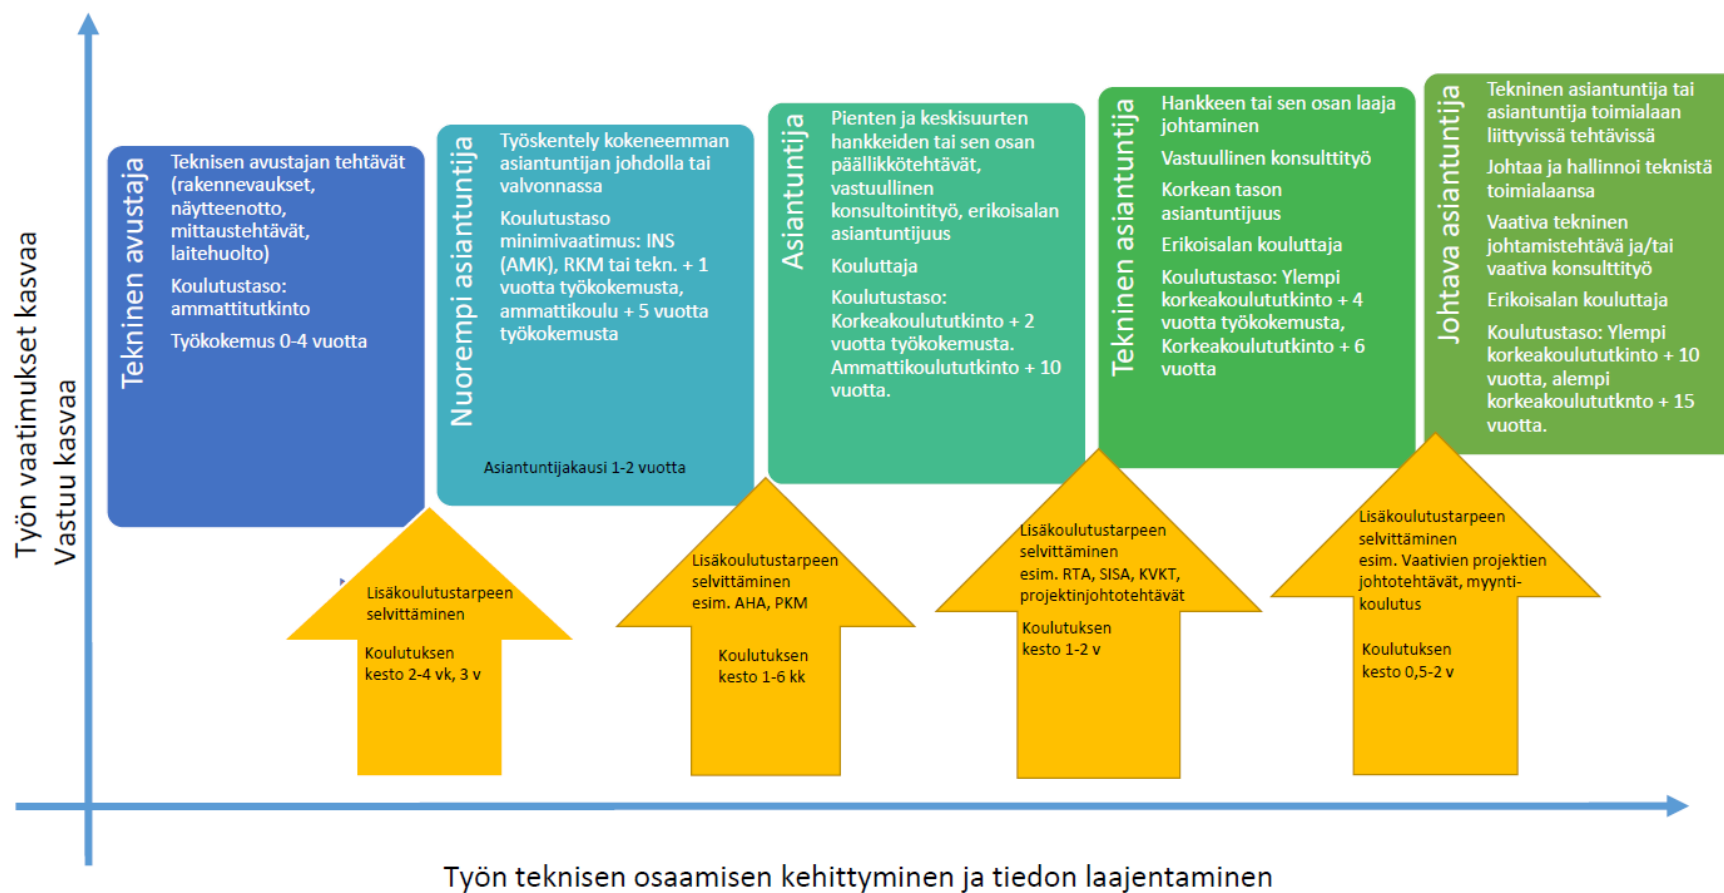 Työn vaatimukset kasvaa
Vastuu kasvaa
Tekninen avustaja
Teknisen avustajan tehtävät
(rakennevaukset,
näytteenotto,
mittaustehtävät,
laitehuolto)
Koulutustaso:
ammattitutkinto
Työkokemus 0-4 vuotta
Nuorempi asiantuntija
Työskentely kokeneemman
asiantuntijan johdolla tai
valvonnassa
Koulutustaso
minimivaatimus: INS
(AMK), RKM tai tekn. + 1
vuotta työkokemusta,
ammattikoulu + 5 vuotta
työkokemusta
Asiantuntijakausi 1-2 vuotta
Asiantuntija
Pienten ja keskisuurten
hankkeiden tai sen osan
päällikkötehtävät,
vastuullinen
konsultointityö, erikoisalan
asiantuntijuus
Kouluttaja
Koulutustaso:
Korkeakoulututkinto + 2
vuotta työkokemusta.
Ammattikoulututkinto + 10
vuotta.
Tekninen asiantuntija
Hankkeen tai sen osan laaja
johtaminen
Vastuullinen konsulttityö
Korkean tason
asiantuntijuus
Erikoisalan kouluttaja
Koulutustaso: Ylempi
korkeakoulututkinto + 4
vuotta työkokemusta,
Korkeakoulututkinto + 6
vuotta
Johtava asiantuntija
Tekninen asiantuntija tai
asiantuntija toimialaan
liittyvissä tehtävissä
Johtaa ja hallinnoi teknistä
toimialaansa
Vaativa tekninen
johtamistehtävä ja/tai
vaativa konsulttityö
Erikoisalan kouluttaja
Koulutustaso: Ylempi
korkeakoulututkinto + 10
vuotta, alempi
korkeakoulututknto + 15
vuotta.
Lisäkoulutustarpeen
selvittäminen
Koulutuksen
kesto 2-4 vk, 3 v
Lisäkoulutustarpeen
selvittäminen
esim. AHA, PKM
Koulutuksen
kesto 1-6 kk
Lisäkoulutustarpeen
selvittäminen
esim. RTA, SISA, KVKT,
projektinjohtotehtävät
Koulutuksen
kesto 1-2 v
Lisäkoulutustarpeen
selvittäminen
esim. Vaativien projektien
johtotehtävät, myynti-
koulutus
Koulutuksen
kesto 0,5-2 v
Työn teknisen osaamisen kehittyminen ja tiedon laajentaminen